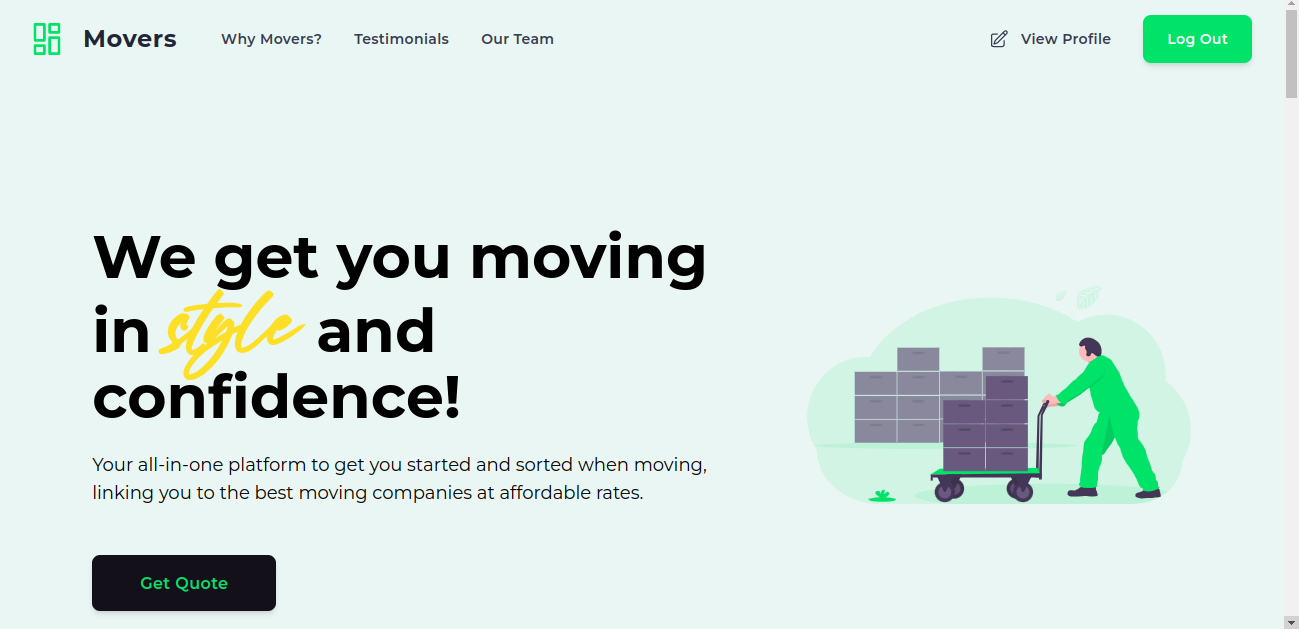 Movers
Why Movers?
Testimonials
Our Team
View Profile
Log Out
We get you moving
in style and
confidence!
Your all-in-one platform to get you started and sorted when moving,
linking you to the best moving companies at affordable rates.
Get Quote